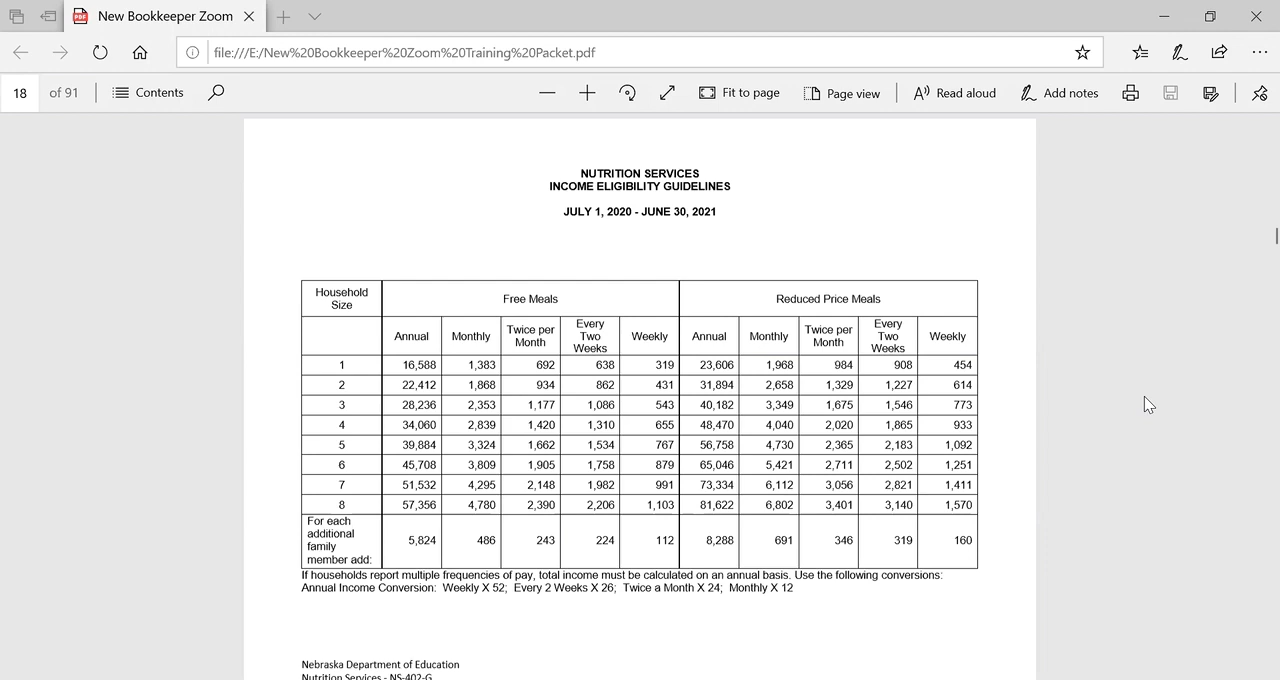 New Bookkeeper Zoom
file:///E:/New%20Bookkeeper%20Zoom%20Training%20Packet.pdf
18 of 91 Contents Fit to page Page view Read aloud Add notes
NUTRITION SERVICES
INCOME ELIGIBILITY GUIDELINES
JULY 1, 2020 - JUNE 30, 2021
Household Size Free Meals Reduced Price Meals
Annual Monthly Twice per Month Every Two Weeks Weekly Annual Monthly Twice per Month Every Two Weeks Weekly
1 16,588 1,383 692 638 319 23,606 1,968 984 908 454
2 22,412 1,868 934 862 431 31,894 2,658 1,329 1,227 614
3 28,236 2,353 1,177 1,086 543 40,182 3,349 1,675 1,546 773
4 34,060 2,839 1,420 1,310 655 48,470 4,040 2,020 1,865 933
5 39,884 3,324 1,662 1,534 767 56,758 4,730 2,365 2,183 1,092
6 45,708 3,809 1,905 1,758 879 65,046 5,421 2,711 2,502 1,251
7 51,532 4,295 2,148 1,982 991 73,334 6,112 3,056 2,821 1,411
8 57,356 4,780 2,390 2,206 1,103 81,622 6,802 3,401 3,140 1,570
For each additional family member add: 5,824 486 243 224 112 8,288 691 346 319 160
If households report multiple frequencies of pay, total income must be calculated on an annual basis. Use the following conversions:
Annual Income Conversion: Weekly X 52; Every 2 Weeks X 26; Twice a Month X 24; Monthly X 12
Nebraska Department of Education
Nutrition Services - NS-402-G